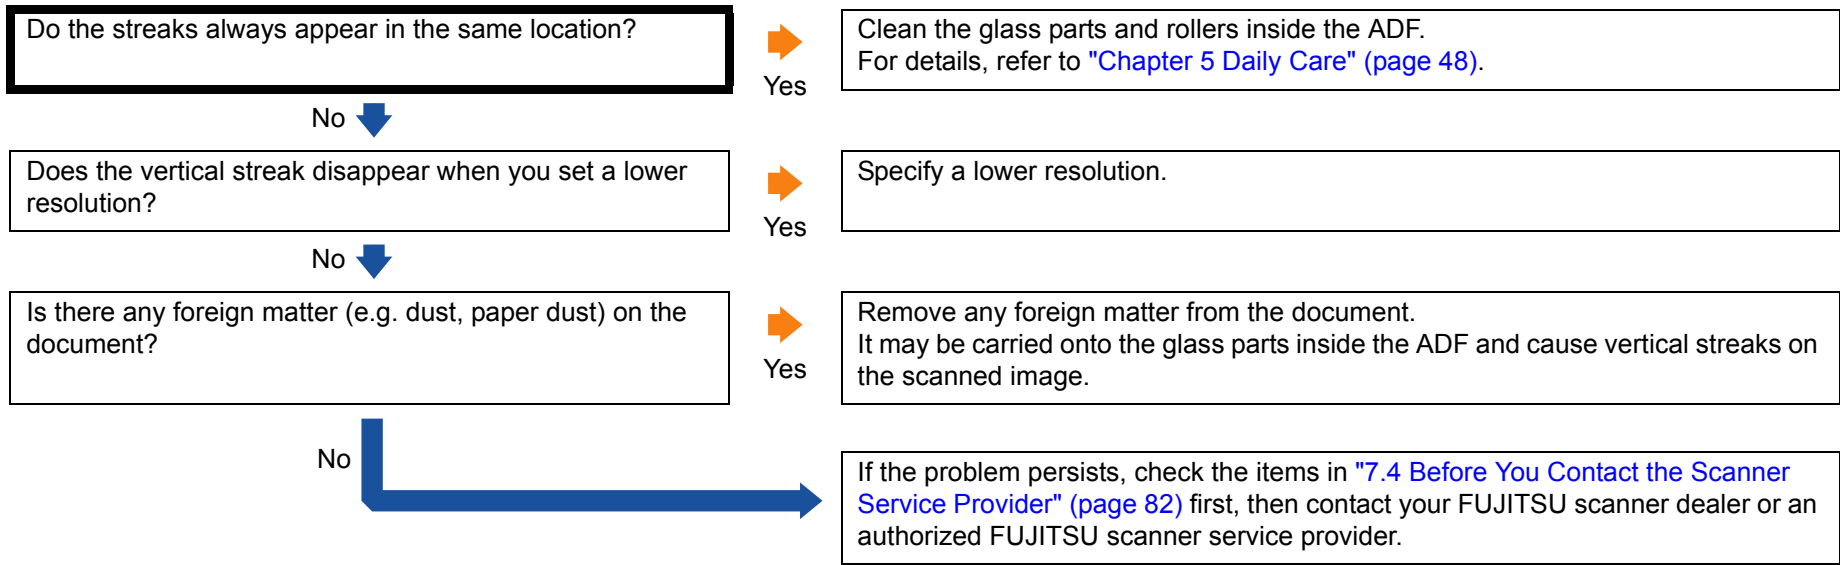 Do the streaks always appear in the same location?
Yes
Clean the glass parts and rollers inside the ADF.
For details, refer to "Chapter 5 Daily Care" (page 48).
No
Does the vertical streak disappear when you set a lower
resolution?
Yes
Specify a lower resolution.
No
Is there any foreign matter (e.g. dust, paper dust) on the
document?
Yes
Remove any foreign matter from the document.
It may be carried onto the glass parts inside the ADF and cause vertical streaks on
the scanned image.
No
If the problem persists, check the items in "7.4 Before You Contact the Scanner
Service Provider" (page 82) first, then contact your FUJITSU scanner dealer or an
authorized FUJITSU scanner service provider.